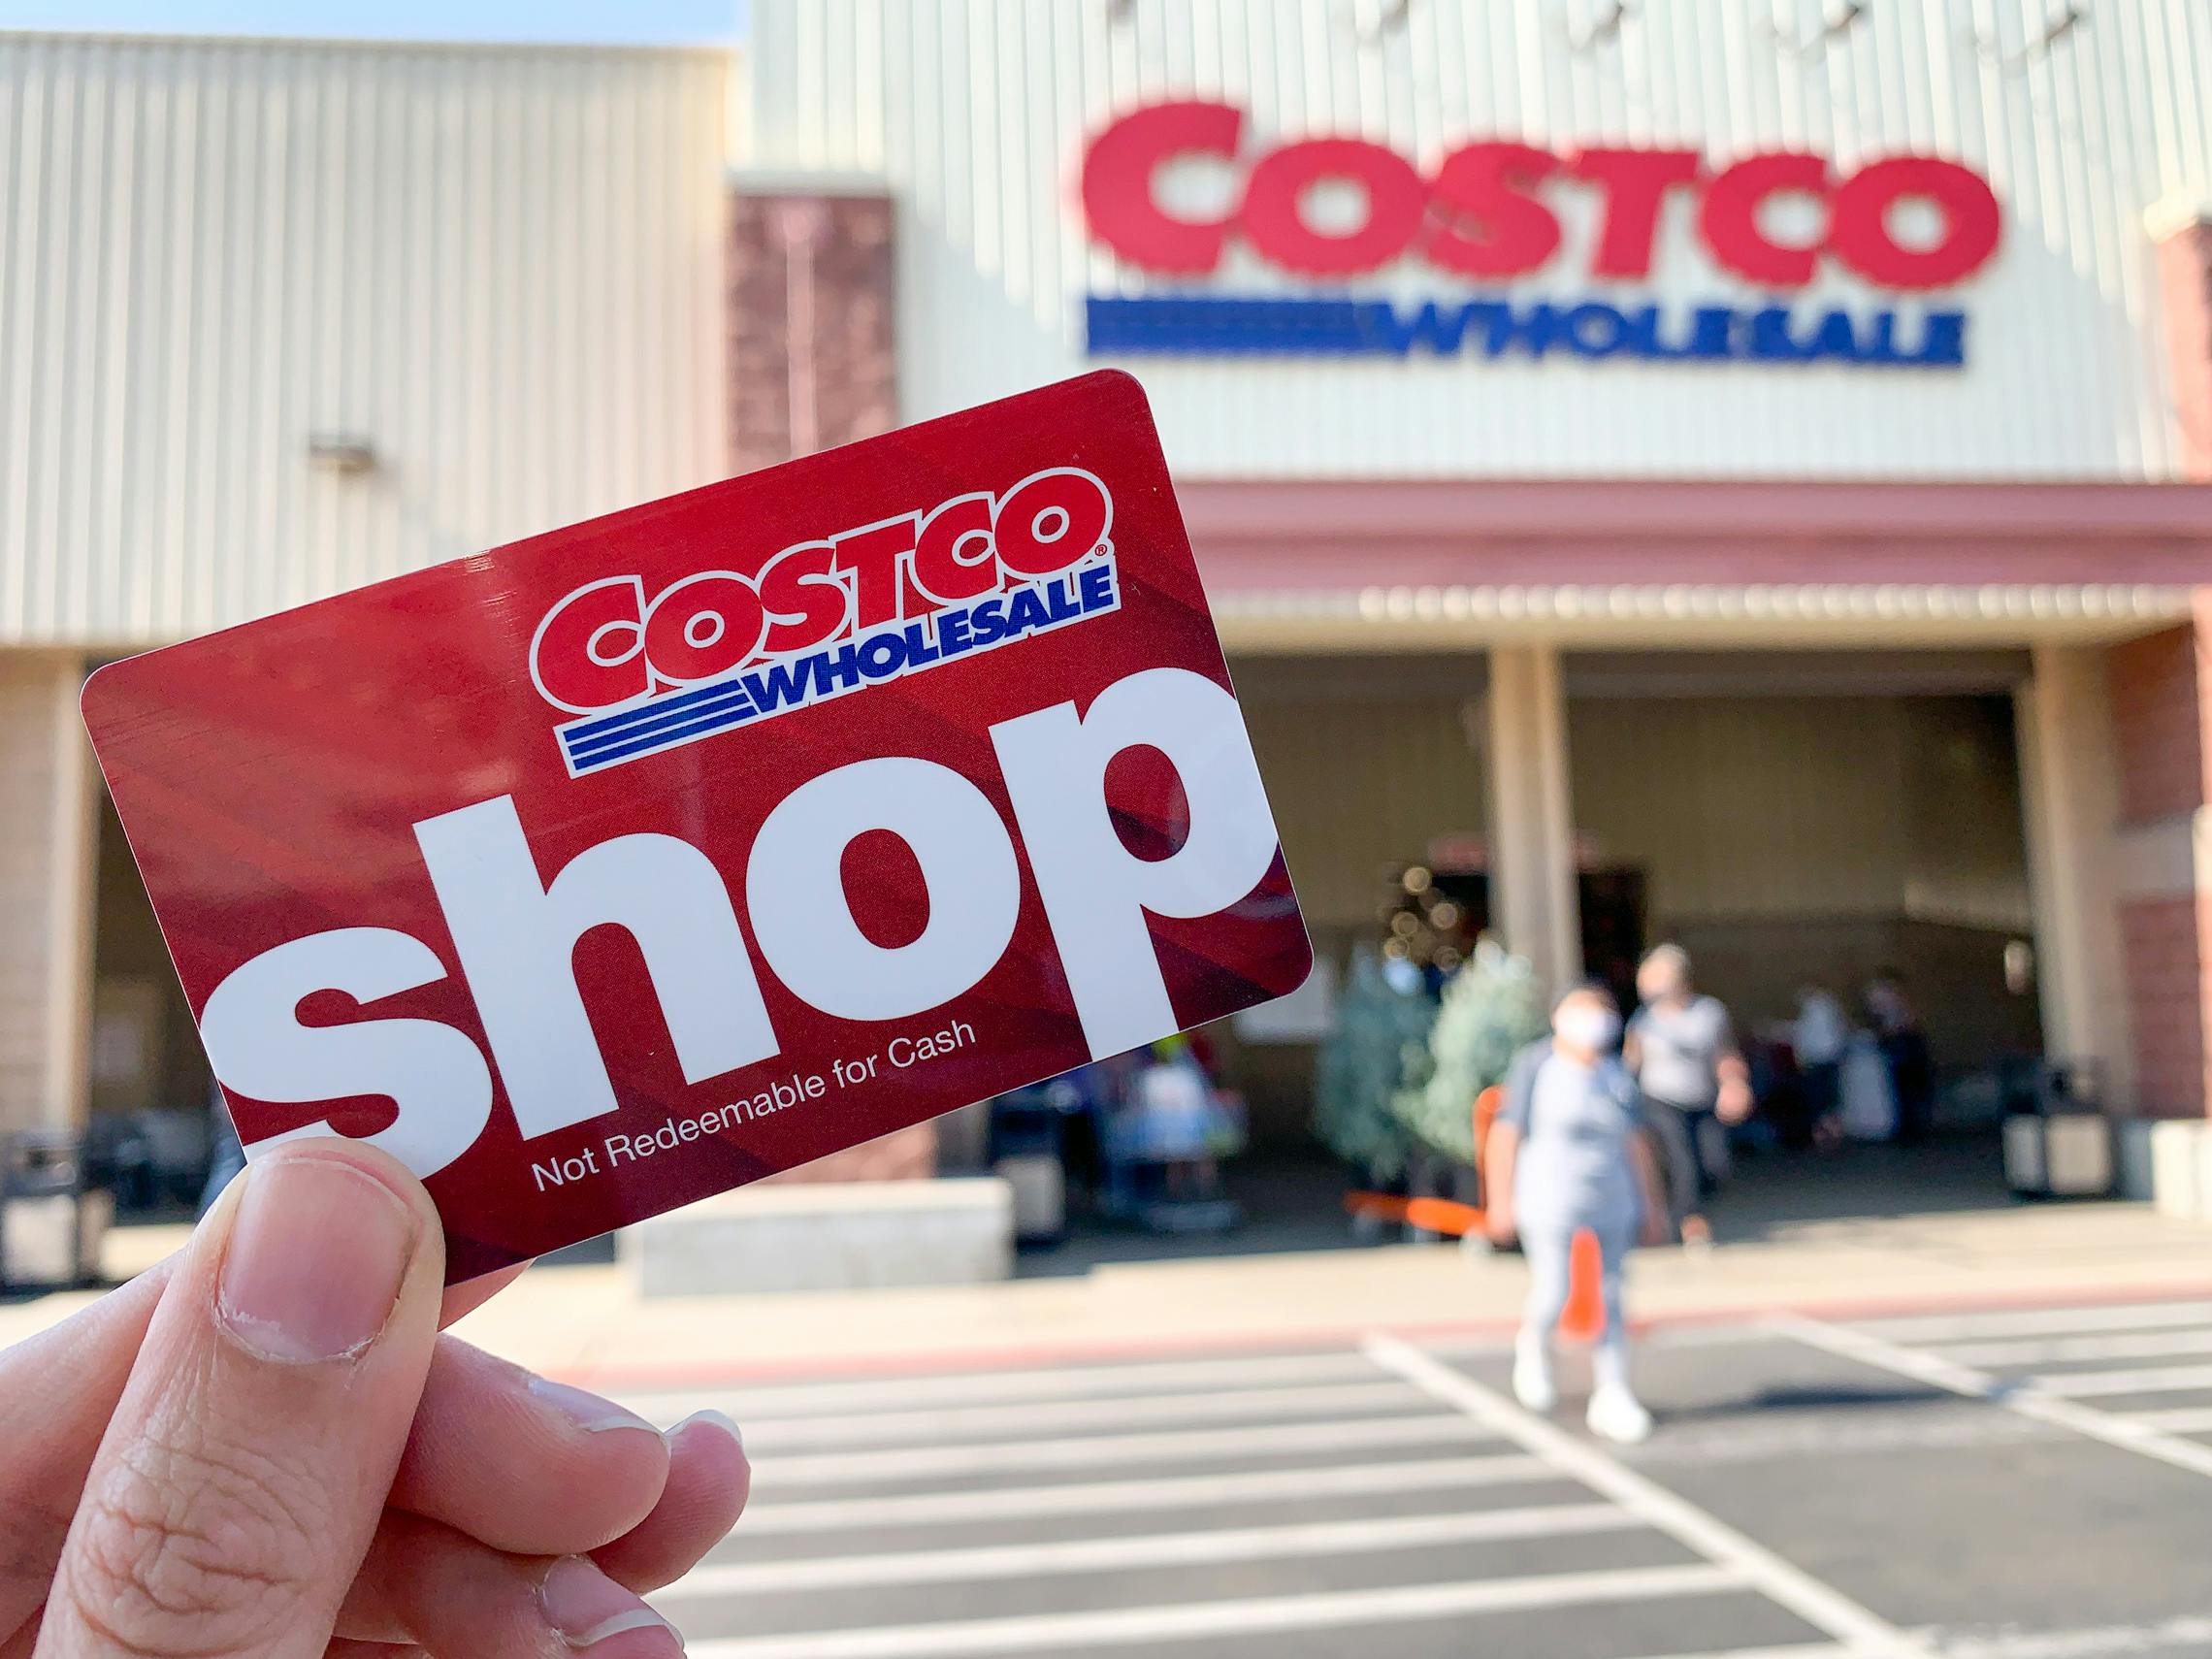 COSTCO
WHOLESALE
COSTCO®
WHOLESALE
shop
Not Redeemable for Cash